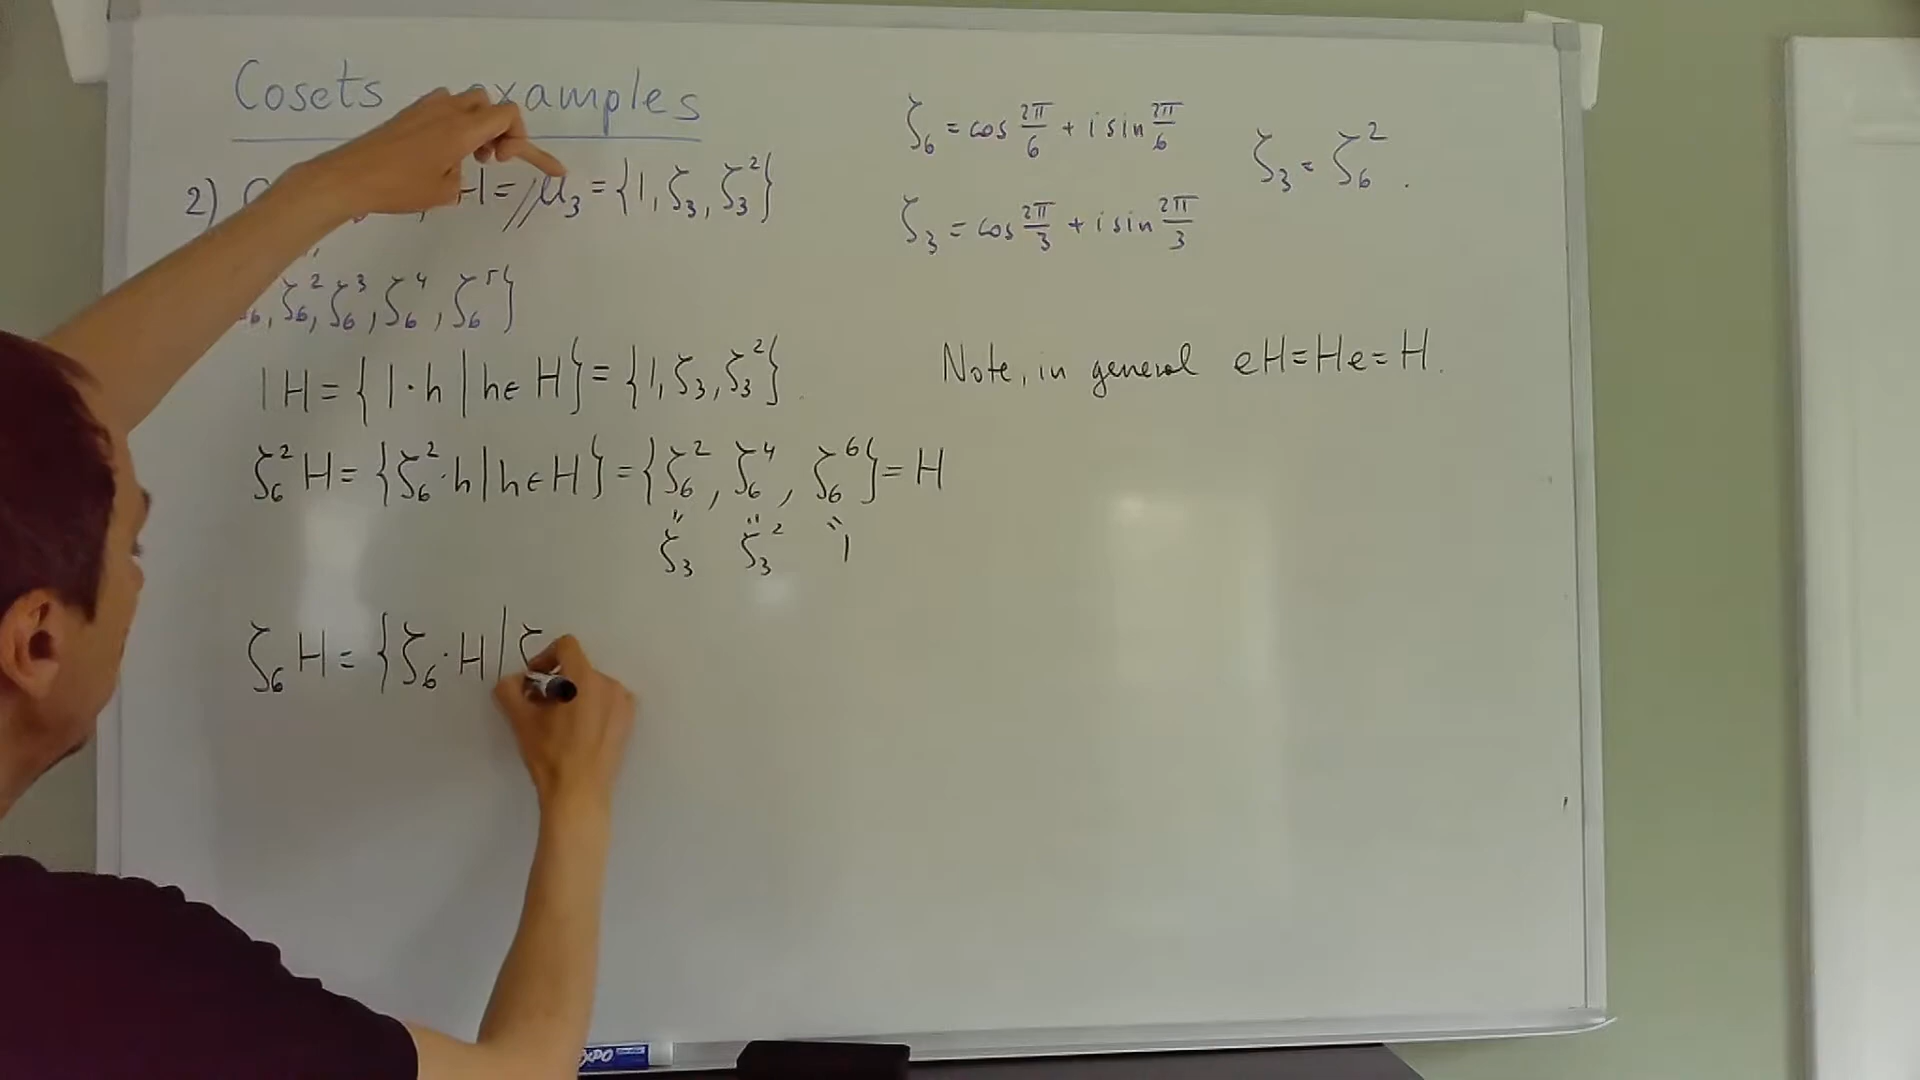 Cosets examples
2) H = μ₃ = {1, ζ₃, ζ₃²}
₆, ζ₆², ζ₆³, ζ₆⁴, ζ₆⁵}
1H = {1·h | h∈H} = {1, ζ₃, ζ₃²}.
ζ₆²H = {ζ₆²·h | h∈H} = {ζ₆², ζ₆⁴, ζ₆⁶} = H
ζ₃ ζ₃² 1
ζ₆H = {ζ₆·H | ζ
ζ₆ = cos 2π/6 + i sin 2π/6
ζ₃ = cos 2π/3 + i sin 2π/3
ζ₃ = ζ₆².
Note, in general eH=He=H.
EXPO